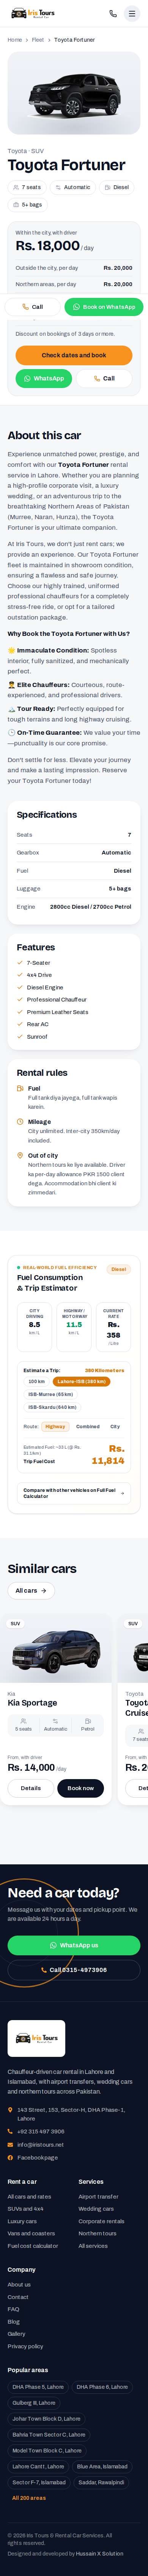 Iris Tours
Home > Fleet > Toyota Fortuner
Toyota · SUV
Toyota Fortuner
7 seats
Automatic
Diesel
5+ bags
Within the city, with driver
Rs. 18,000 /day
Outside the city, per day Rs. 20,000
Northern areas, per day Rs. 20,000
Call
Book on WhatsApp
Discount on bookings of 3 days or more.
Check dates and book
WhatsApp
Call
About this car
Experience unmatched power, prestige, and
comfort with our Toyota Fortuner rental
services. Whether you are planning
a high-profile corporate visit, a luxury
wedding, or an adventurous tour to the
breathtaking Northern Areas of Pakistan
(Murree, Naran, Hunza), the Toyota
Fortuner is your ultimate companion.
At Iris Tours, we don't just rent cars; we
provide an experience. Our Toyota Fortuner
fleet is maintained in showroom condition,
ensuring a flawless and safe journey.
Choose our highly trained, uniformed
professional chauffeurs for a completely
stress-free ride, or opt for a tailored
outstation package.
Why Book the Toyota Fortuner with Us?
🌟 Immaculate Condition: Spotless
interior, fully sanitized, and mechanically
perfect.
Elite Chauffeurs: Courteous, route-
experienced, and professional drivers.
Tour Ready: Perfectly equipped for
tough terrains and long highway cruising.
On-Time Guarantee: We value your time
—punctuality is our core promise.
Don't settle for less. Elevate your journey
and make a lasting impression. Reserve
your Toyota Fortuner today!
Specifications
Seats 7
Gearbox Automatic
Fuel Diesel
Luggage 5+ bags
Engine 2800cc Diesel / 2700cc Petrol
Features
7-Seater
4x4 Drive
Diesel Engine
Professional Chauffeur
Premium Leather Seats
Rear AC
Sunroof
Rental rules
Fuel
Full tank diya jayega, full tank wapis
karein.
Mileage
City unlimited. Inter-city 350km/day
included.
Out of city
Northern tours ke liye available. Driver
ka per-day allowance PKR 1500 client
dega. Accommodation bhi client ki
zimmedari.
REAL-WORLD FUEL EFFICIENCY
Diesel
Fuel Consumption
& Trip Estimator
CITY DRIVING
8.5
km/L
HIGHWAY / MOTORWAY
11.5
km/L
CURRENT RATE
Rs. 358
/Litre
Estimate a Trip: 380 Kilometers
100 km
Lahore-ISB (380 km)
ISB-Murree (65 km)
ISB-Skardu (640 km)
Route: Highway Combined City
Estimated Fuel: ~33 L (@ Rs.
Trip Fuel Cost
Rs. 11,814
Compare with other vehicles on Full Fuel
Calculator
Similar cars
All cars →
SUV
Kia
Kia Sportage
5 seats
Automatic
Petrol
From, with driver
Rs. 14,000 /day
Details
Book now
SUV
Toyota
Toyota
Cruise
7 seats
From, with
Rs. 2
Det
Need a car today?
Message us with your dates and pickup point. We
are available 24 hours a day.
WhatsApp us
Call 0315-4973906
Iris Tours
Chauffeur-driven car rental in Lahore and
Islamabad, with airport transfers, wedding cars
and northern tours across Pakistan.
143 Street, 153, Sector-H, DHA Phase-1,
Lahore
+92 315 497 3906
info@iristours.net
Facebook page
Rent a car
All cars and rates
SUVs and 4x4
Luxury cars
Vans and coasters
Fuel cost calculator
Services
Airport transfer
Wedding cars
Corporate rentals
Northern tours
All services
Company
About us
Contact
FAQ
Blog
Gallery
Privacy policy
Popular areas
DHA Phase 5, Lahore
DHA Phase 6, Lahore
Gulberg III, Lahore
Johar Town Block D, Lahore
Bahria Town Sector C, Lahore
Model Town Block C, Lahore
Lahore Cantt, Lahore
Blue Area, Islamabad
Sector F-7, Islamabad
Saddar, Rawalpindi
All 200 areas
© 2026 Iris Tours & Rental Car Services. All
rights reserved.
Designed and developed by Hussain X Solution